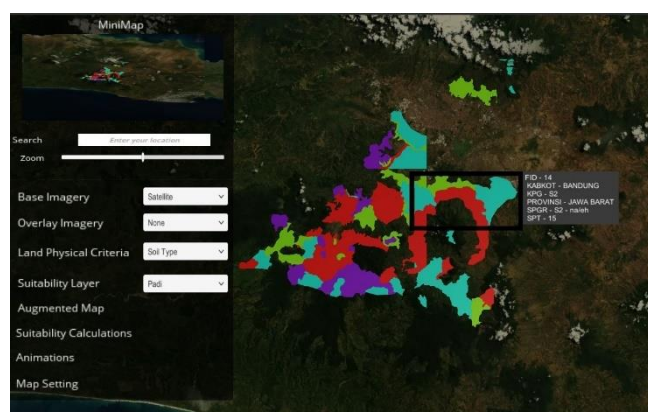 MiniMap
Search
Enter your location
Zoom
Base Imagery
Satellite
Overlay Imagery
None
Land Physical Criteria
Soil Type
Suitability Layer
Padi
Augmented Map
Suitability Calculations
Animations
Map Setting
FID - 14
KABKOT - BANDUNG
KPG - S2
PROVINSI - JAWA BARAT
SPGR - S2 - na/eh
SPT - 15